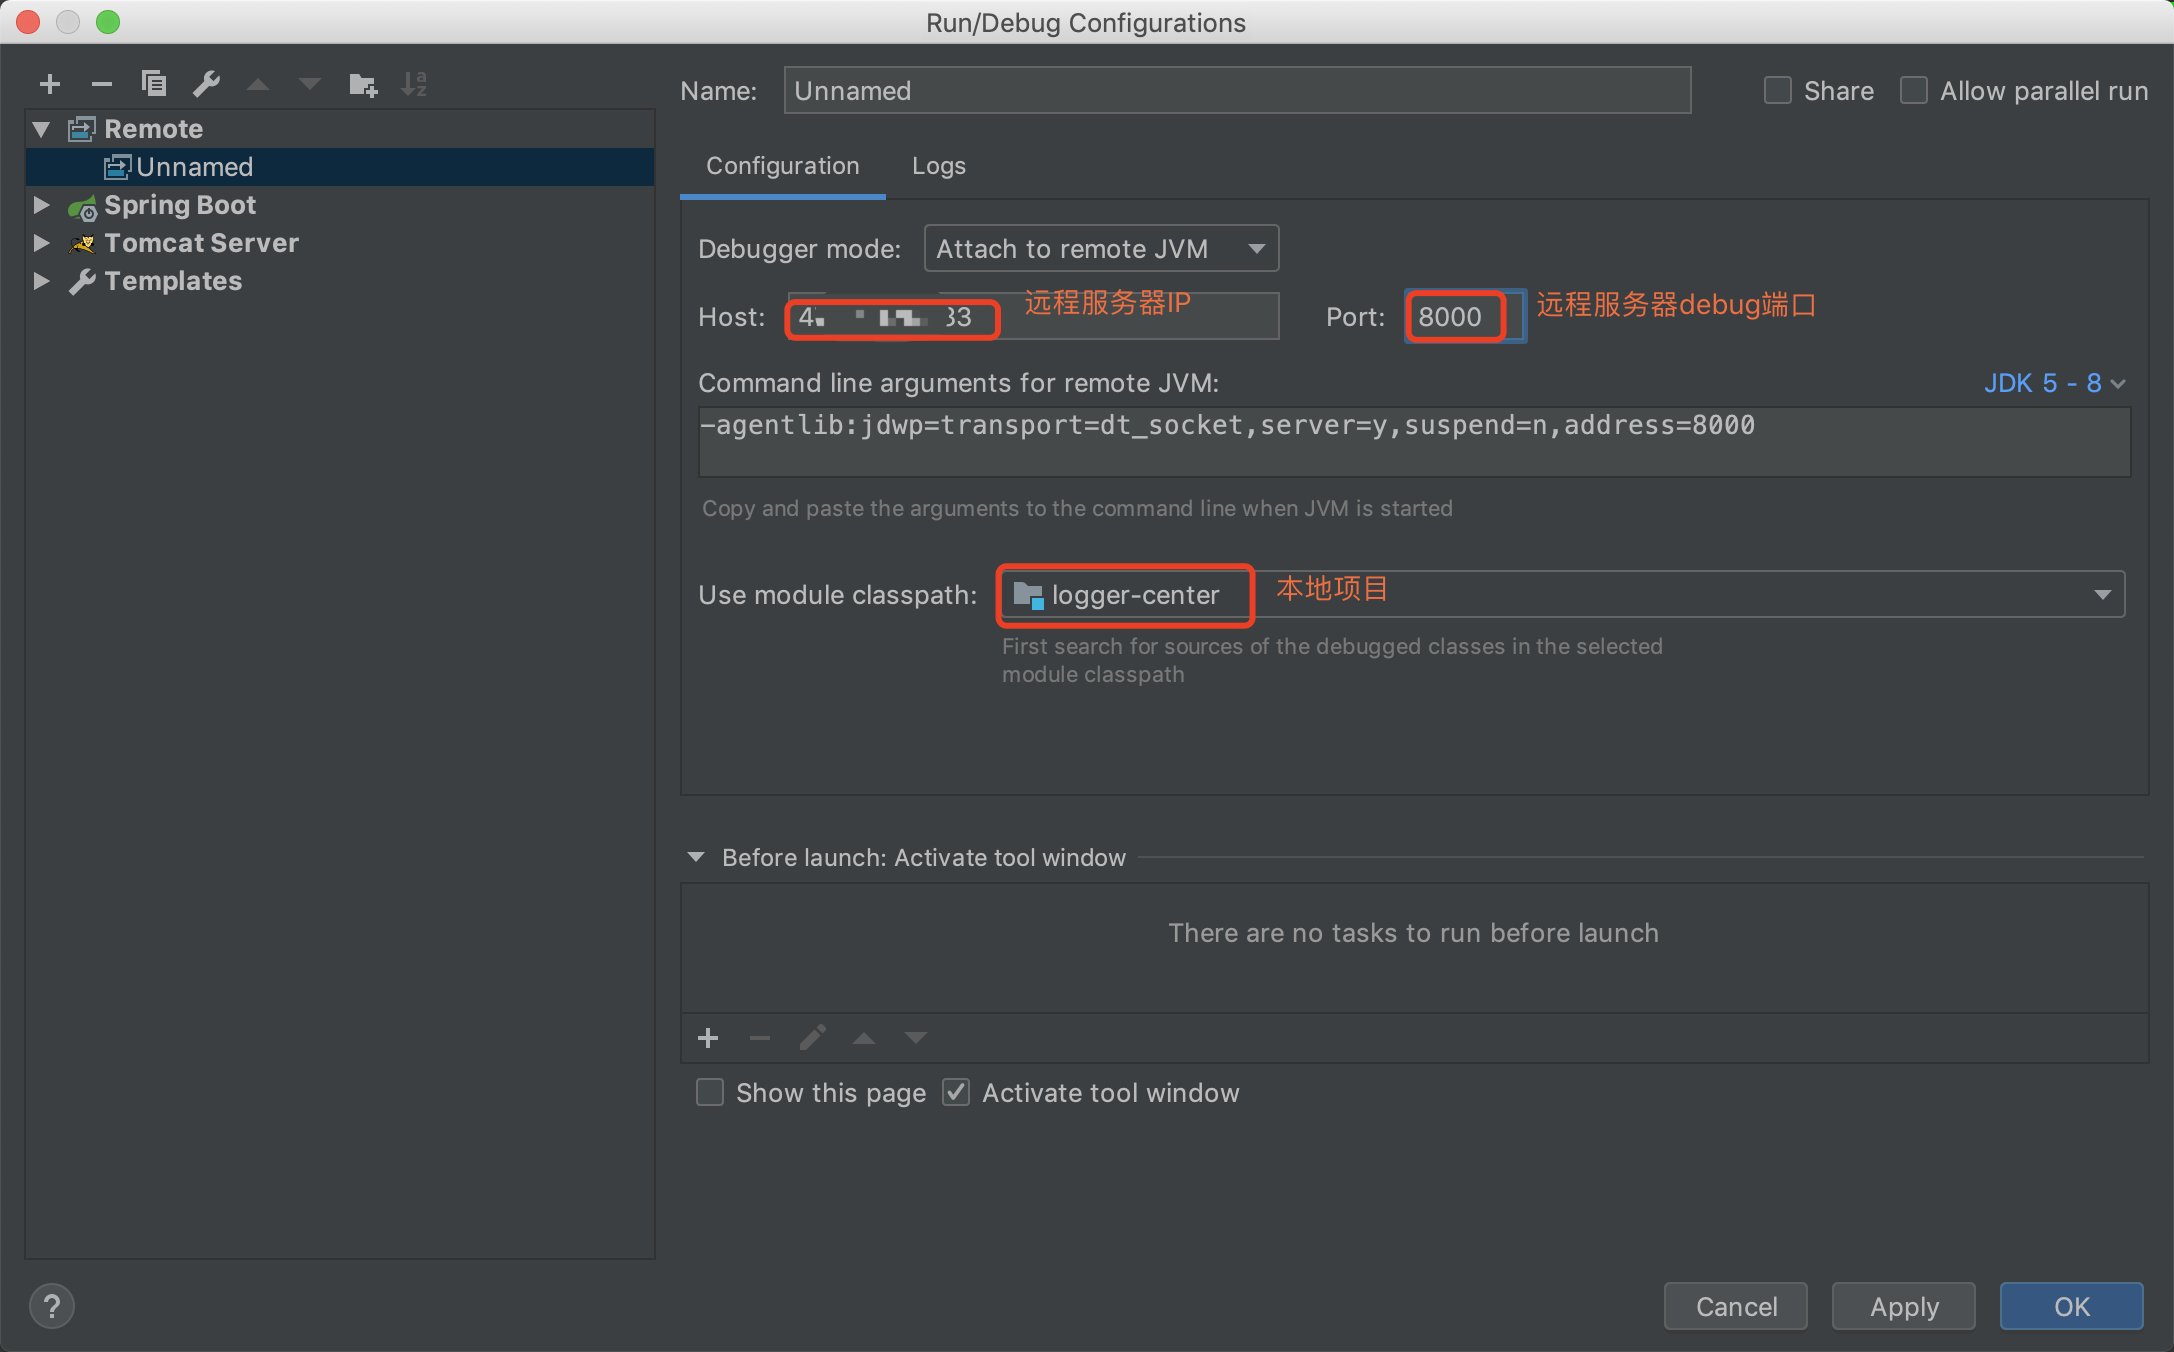 Run/Debug Configurations
Remote
Unnamed
Spring Boot
Tomcat Server
Templates
Name: Unnamed
Share
Allow parallel run
Configuration Logs
Debugger mode: Attach to remote JVM
Host: 远程服务器IP
Port: 8000 远程服务器debug端口
Command line arguments for remote JVM: JDK 5 - 8
-agentlib:jdwp=transport=dt_socket,server=y,suspend=n,address=8000
Copy and paste the arguments to the command line when JVM is started
Use module classpath: logger-center 本地项目
First search for sources of the debugged classes in the selected
module classpath
Before launch: Activate tool window
There are no tasks to run before launch
Show this page Activate tool window
? Cancel Apply OK